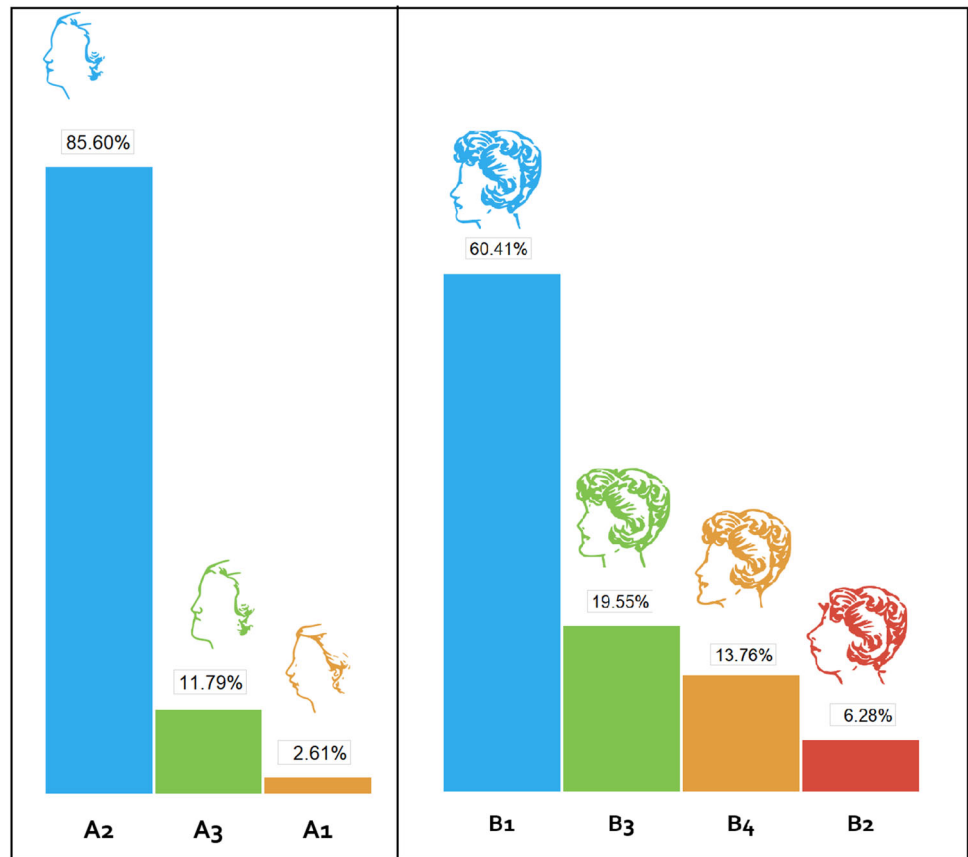 85.60%
11.79%
2.61%
A2
A3
A1
60.41%
19.55%
13.76%
6.28%
B1
B3
B4
B2